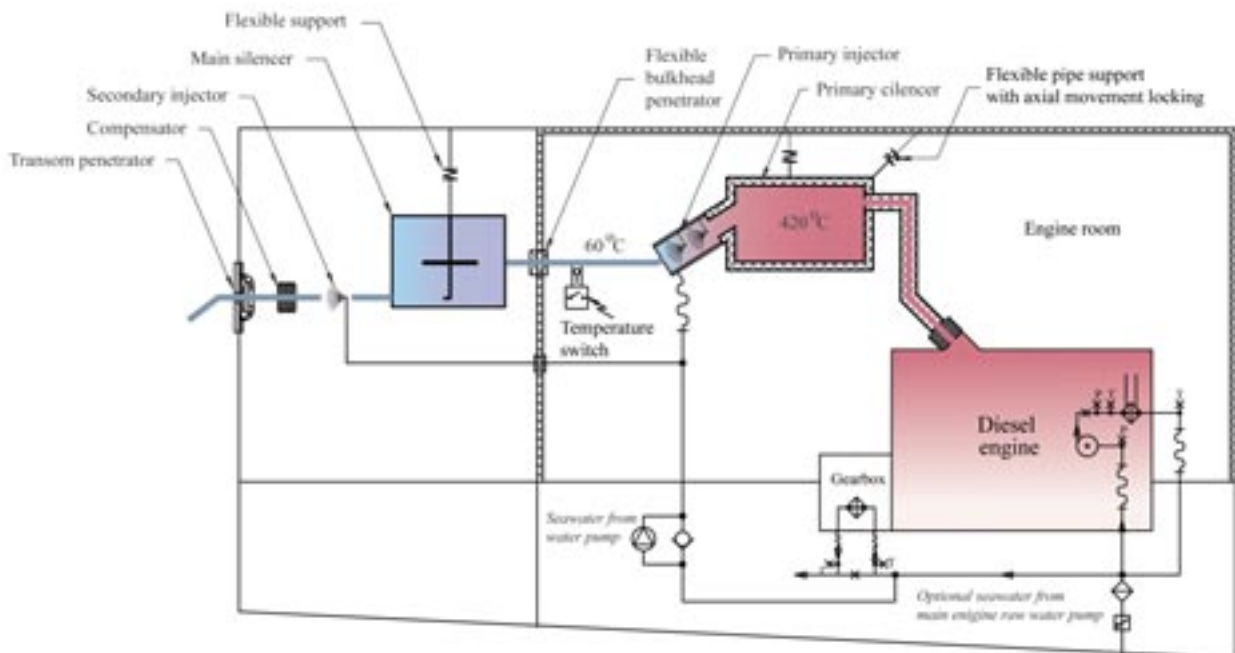 Flexible support
Main silencer
Secondary injector
Compensator
Transom penetrator
Flexible
bulkhead
penetrator
Primary injector
Primary cilencer
Flexible pipe support
with axial movement locking
420°C
60°C
Engine room
Temperature
switch
Diesel
engine
Gearbox
Seawater from
water pump
Optional seawater from
main enigine raw water pump